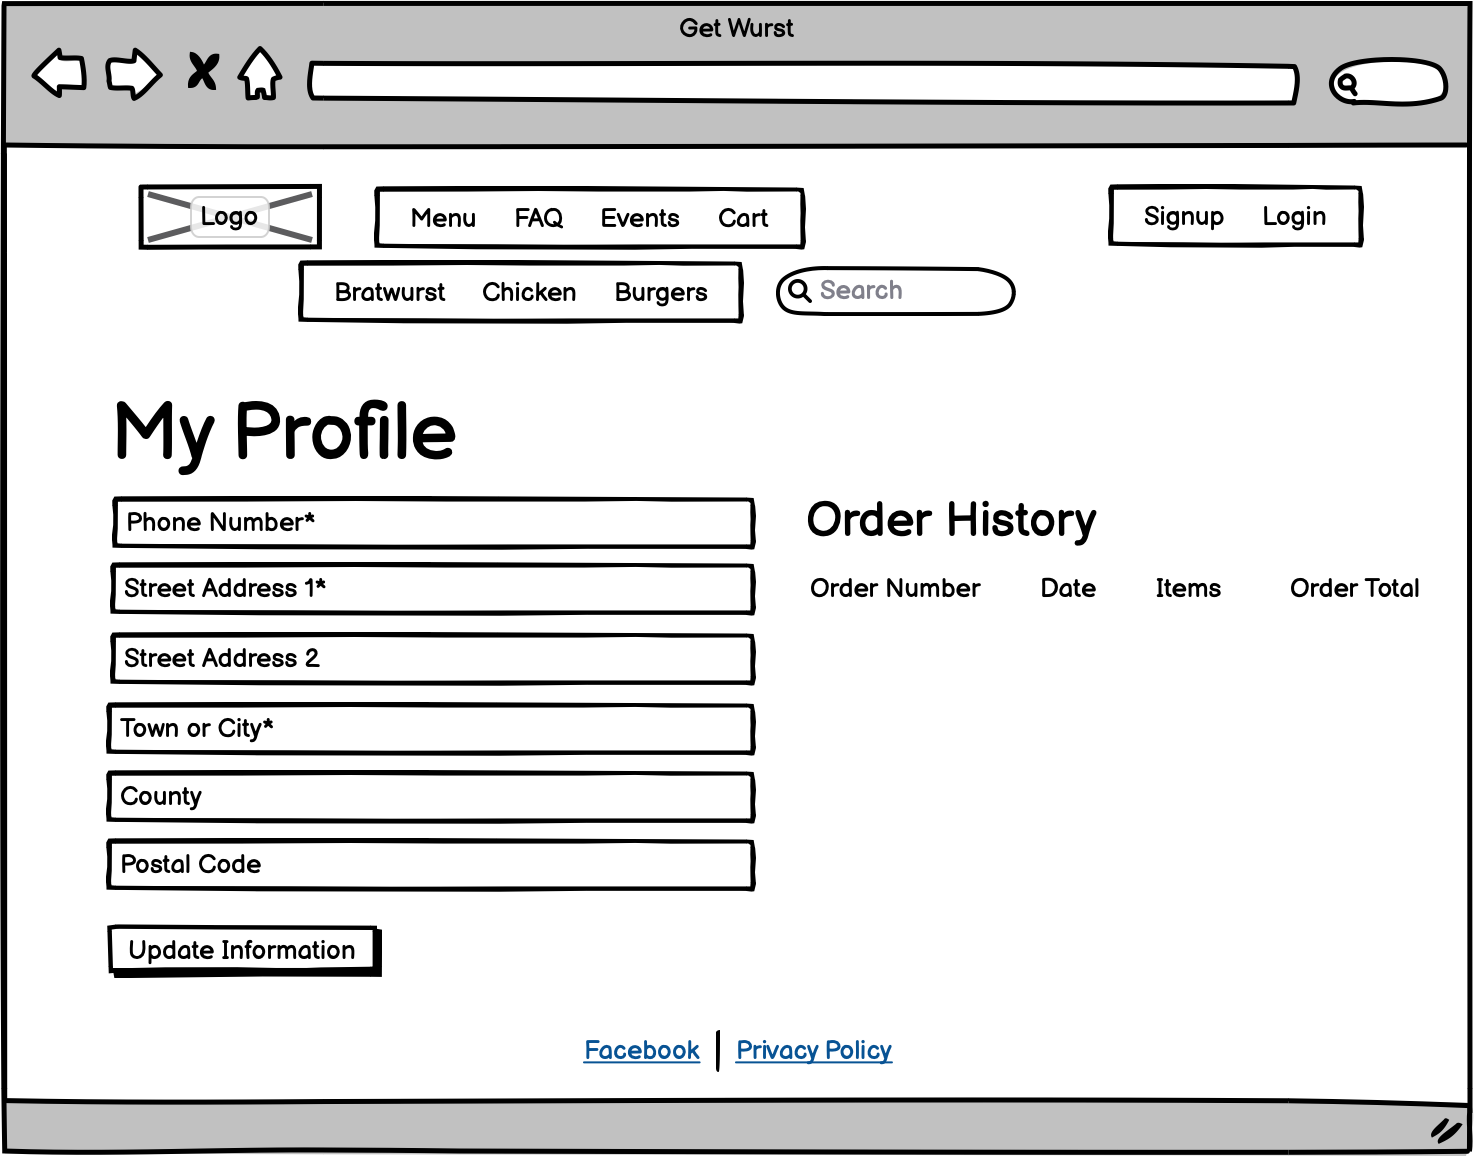 Get Wurst
Logo
Menu FAQ Events Cart
Signup Login
Bratwurst Chicken Burgers
Search
My Profile
Phone Number*
Street Address 1*
Street Address 2
Town or City*
County
Postal Code
Update Information
Order History
Order Number Date Items Order Total
Facebook | Privacy Policy